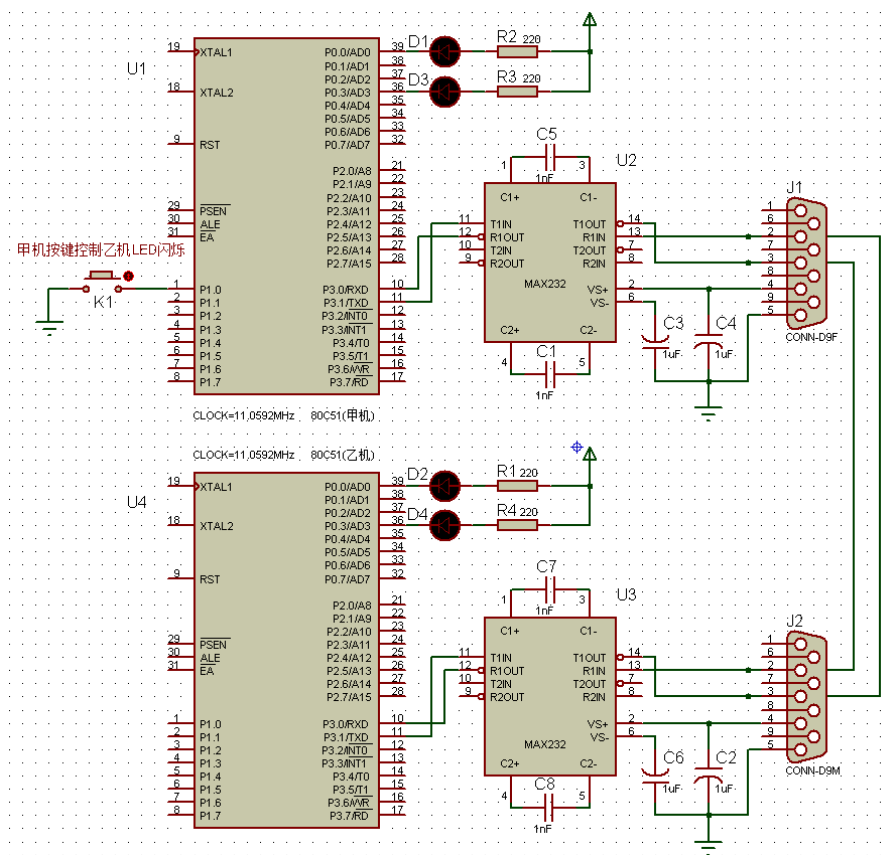 U1
19 XTAL1
18 XTAL2
9 RST
29 PSEN
30 ALE
31 EA
甲机按键控制乙机LED闪烁
K1
1 P1.0
2 P1.1
3 P1.2
4 P1.3
5 P1.4
6 P1.5
7 P1.6
8 P1.7
P0.0/AD0 39
P0.1/AD1 38
P0.2/AD2 37
P0.3/AD3 36
P0.4/AD4 35
P0.5/AD5 34
P0.6/AD6 33
P0.7/AD7 32
P2.0/A8 21
P2.1/A9 22
P2.2/A10 23
P2.3/A11 24
P2.4/A12 25
P2.5/A13 26
P2.6/A14 27
P2.7/A15 28
P3.0/RXD 10
P3.1/TXD 11
P3.2/INT0 12
P3.3/INT1 13
P3.4/T0 14
P3.5/T1 15
P3.6/WR 16
P3.7/RD 17
CLOCK=11.0592MHz 80C51(甲机)
D1
R2 220
D3
R3 220
C5
1nF
U2
1 3
C1+ C1-
11 T1IN T1OUT 14
12 R1OUT R1IN 13
10 T2IN T2OUT 7
9 R2OUT R2IN 8
MAX232
VS+ 2
VS- 6
C2+ C2-
4 5
C1
1nF
C3
1uF
C4
1uF
J1
1
6
2
7
3
8
4
9
5
CONN-D9F
CLOCK=11.0592MHz 80C51(乙机)
U4
19 XTAL1
18 XTAL2
9 RST
29 PSEN
30 ALE
31 EA
1 P1.0
2 P1.1
3 P1.2
4 P1.3
5 P1.4
6 P1.5
7 P1.6
8 P1.7
P0.0/AD0 39
P0.1/AD1 38
P0.2/AD2 37
P0.3/AD3 36
P0.4/AD4 35
P0.5/AD5 34
P0.6/AD6 33
P0.7/AD7 32
P2.0/A8 21
P2.1/A9 22
P2.2/A10 23
P2.3/A11 24
P2.4/A12 25
P2.5/A13 26
P2.6/A14 27
P2.7/A15 28
P3.0/RXD 10
P3.1/TXD 11
P3.2/INT0 12
P3.3/INT1 13
P3.4/T0 14
P3.5/T1 15
P3.6/WR 16
P3.7/RD 17
D2
R1 220
D4
R4 220
C7
1nF
U3
1 3
C1+ C1-
11 T1IN T1OUT 14
12 R1OUT R1IN 13
10 T2IN T2OUT 7
9 R2OUT R2IN 8
MAX232
VS+ 2
VS- 6
C2+ C2-
4 5
C8
1nF
C6
1uF
C2
1uF
J2
1
6
2
7
3
8
4
9
5
CONN-D9M